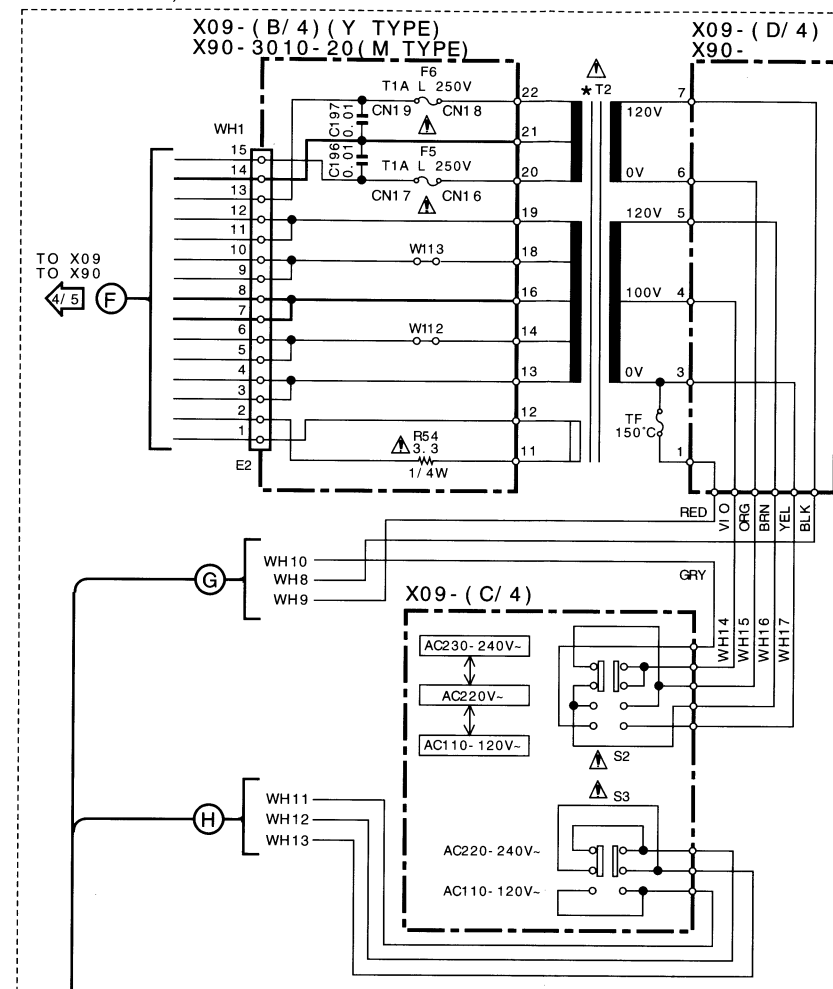 X09-(B/4)(Y TYPE)
X90-3010-20(M TYPE)
X09-(D/4)
X90-
F6
T1A L 250V
CN19 CN18
C197
0.01
C196
0.01
F5
T1A L 250V
CN17 CN16
WH1
15
14
13
12
11
10
9
8
7
6
5
4
3
2
1
E2
W113
W112
R54
3.3
1/4W
22
21
20
19
18
16
14
13
12
11
★T2
120V
0V
120V
100V
0V
TF
150°C
7
6
5
4
3
1
TO X09
TO X90
4/5
F
RED
VIO
ORG
BRN
YEL
BLK
G
WH10
WH8
WH9
GRY
WH14
WH15
WH16
WH17
X09-(C/4)
AC230-240V~
AC220V~
AC110-120V~
S2
S3
H
WH11
WH12
WH13
AC220-240V~
AC110-120V~